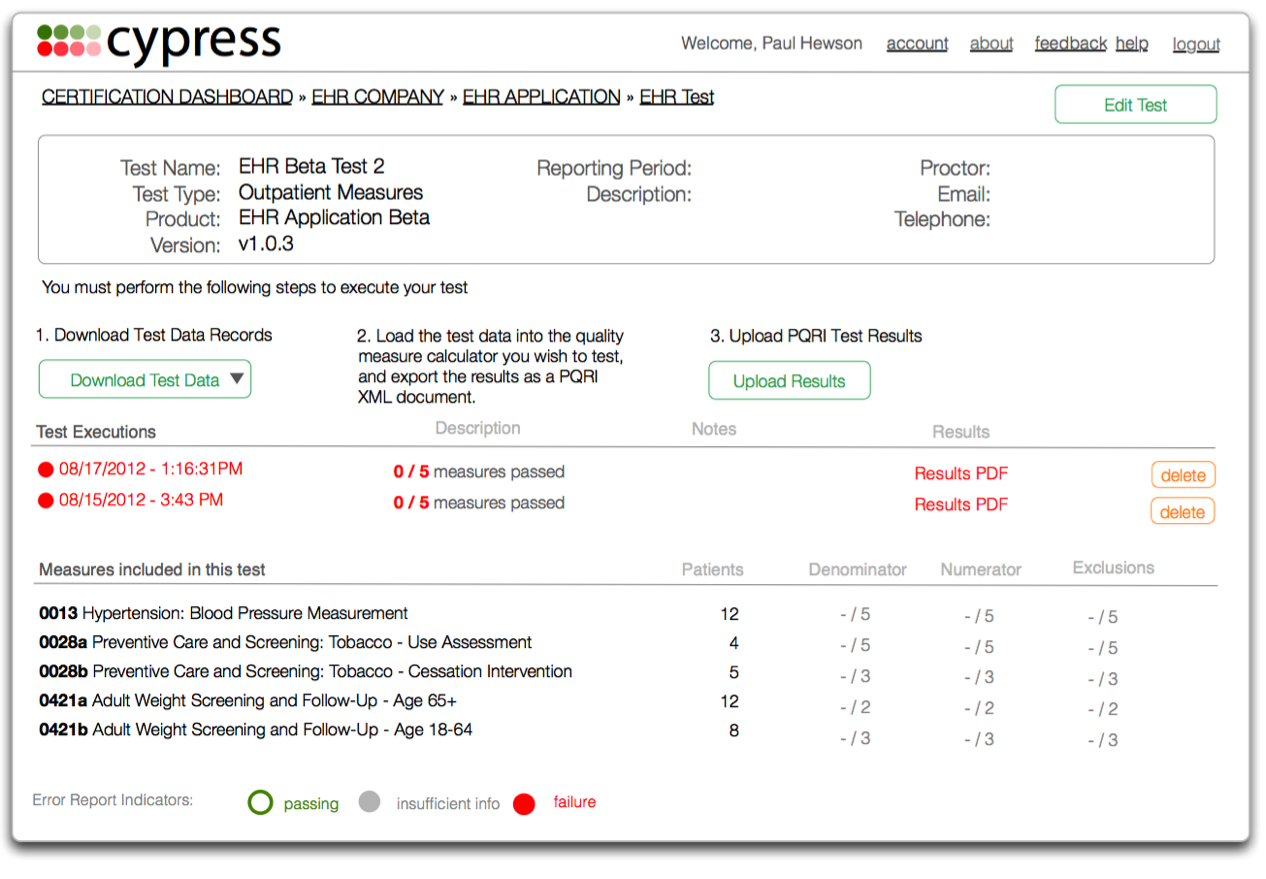 cypress
Welcome, Paul Hewson account about feedback help logout
CERTIFICATION DASHBOARD » EHR COMPANY » EHR APPLICATION » EHR Test
Edit Test
Test Name: EHR Beta Test 2
Test Type: Outpatient Measures
Product: EHR Application Beta
Version: v1.0.3
Reporting Period:
Description:
Proctor:
Email:
Telephone:
You must perform the following steps to execute your test
1. Download Test Data Records
Download Test Data
2. Load the test data into the quality
measure calculator you wish to test,
and export the results as a PQRI
XML document.
3. Upload PQRI Test Results
Upload Results
Test Executions Description Notes Results
08/17/2012 - 1:16:31PM 0 / 5 measures passed Results PDF delete
08/15/2012 - 3:43 PM 0 / 5 measures passed Results PDF delete
Measures included in this test Patients Denominator Numerator Exclusions
0013 Hypertension: Blood Pressure Measurement 12 - / 5 - / 5 - / 5
0028a Preventive Care and Screening: Tobacco - Use Assessment 4 - / 5 - / 5 - / 5
0028b Preventive Care and Screening: Tobacco - Cessation Intervention 5 - / 3 - / 3 - / 3
0421a Adult Weight Screening and Follow-Up - Age 65+ 12 - / 2 - / 2 - / 2
0421b Adult Weight Screening and Follow-Up - Age 18-64 8 - / 3 - / 3 - / 3
Error Report Indicators: passing insufficient info failure